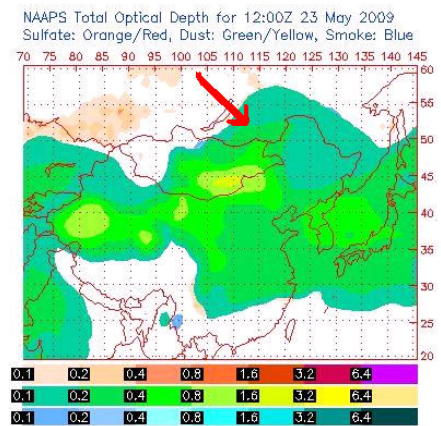 NAAPS Total Optical Depth for 12:00Z 23 May 2009
Sulfate: Orange/Red, Dust: Green/Yellow, Smoke: Blue
70 75 80 85 90 95 100 105 110 115 120 125 130 135 145
60
55
50
45
40
35
30
25
20
0.1 0.2 0.4 0.8 1.6 3.2 6.4
0.1 0.2 0.4 0.8 1.6 3.2 6.4
0.1 0.2 0.4 0.8 1.6 3.2 6.4